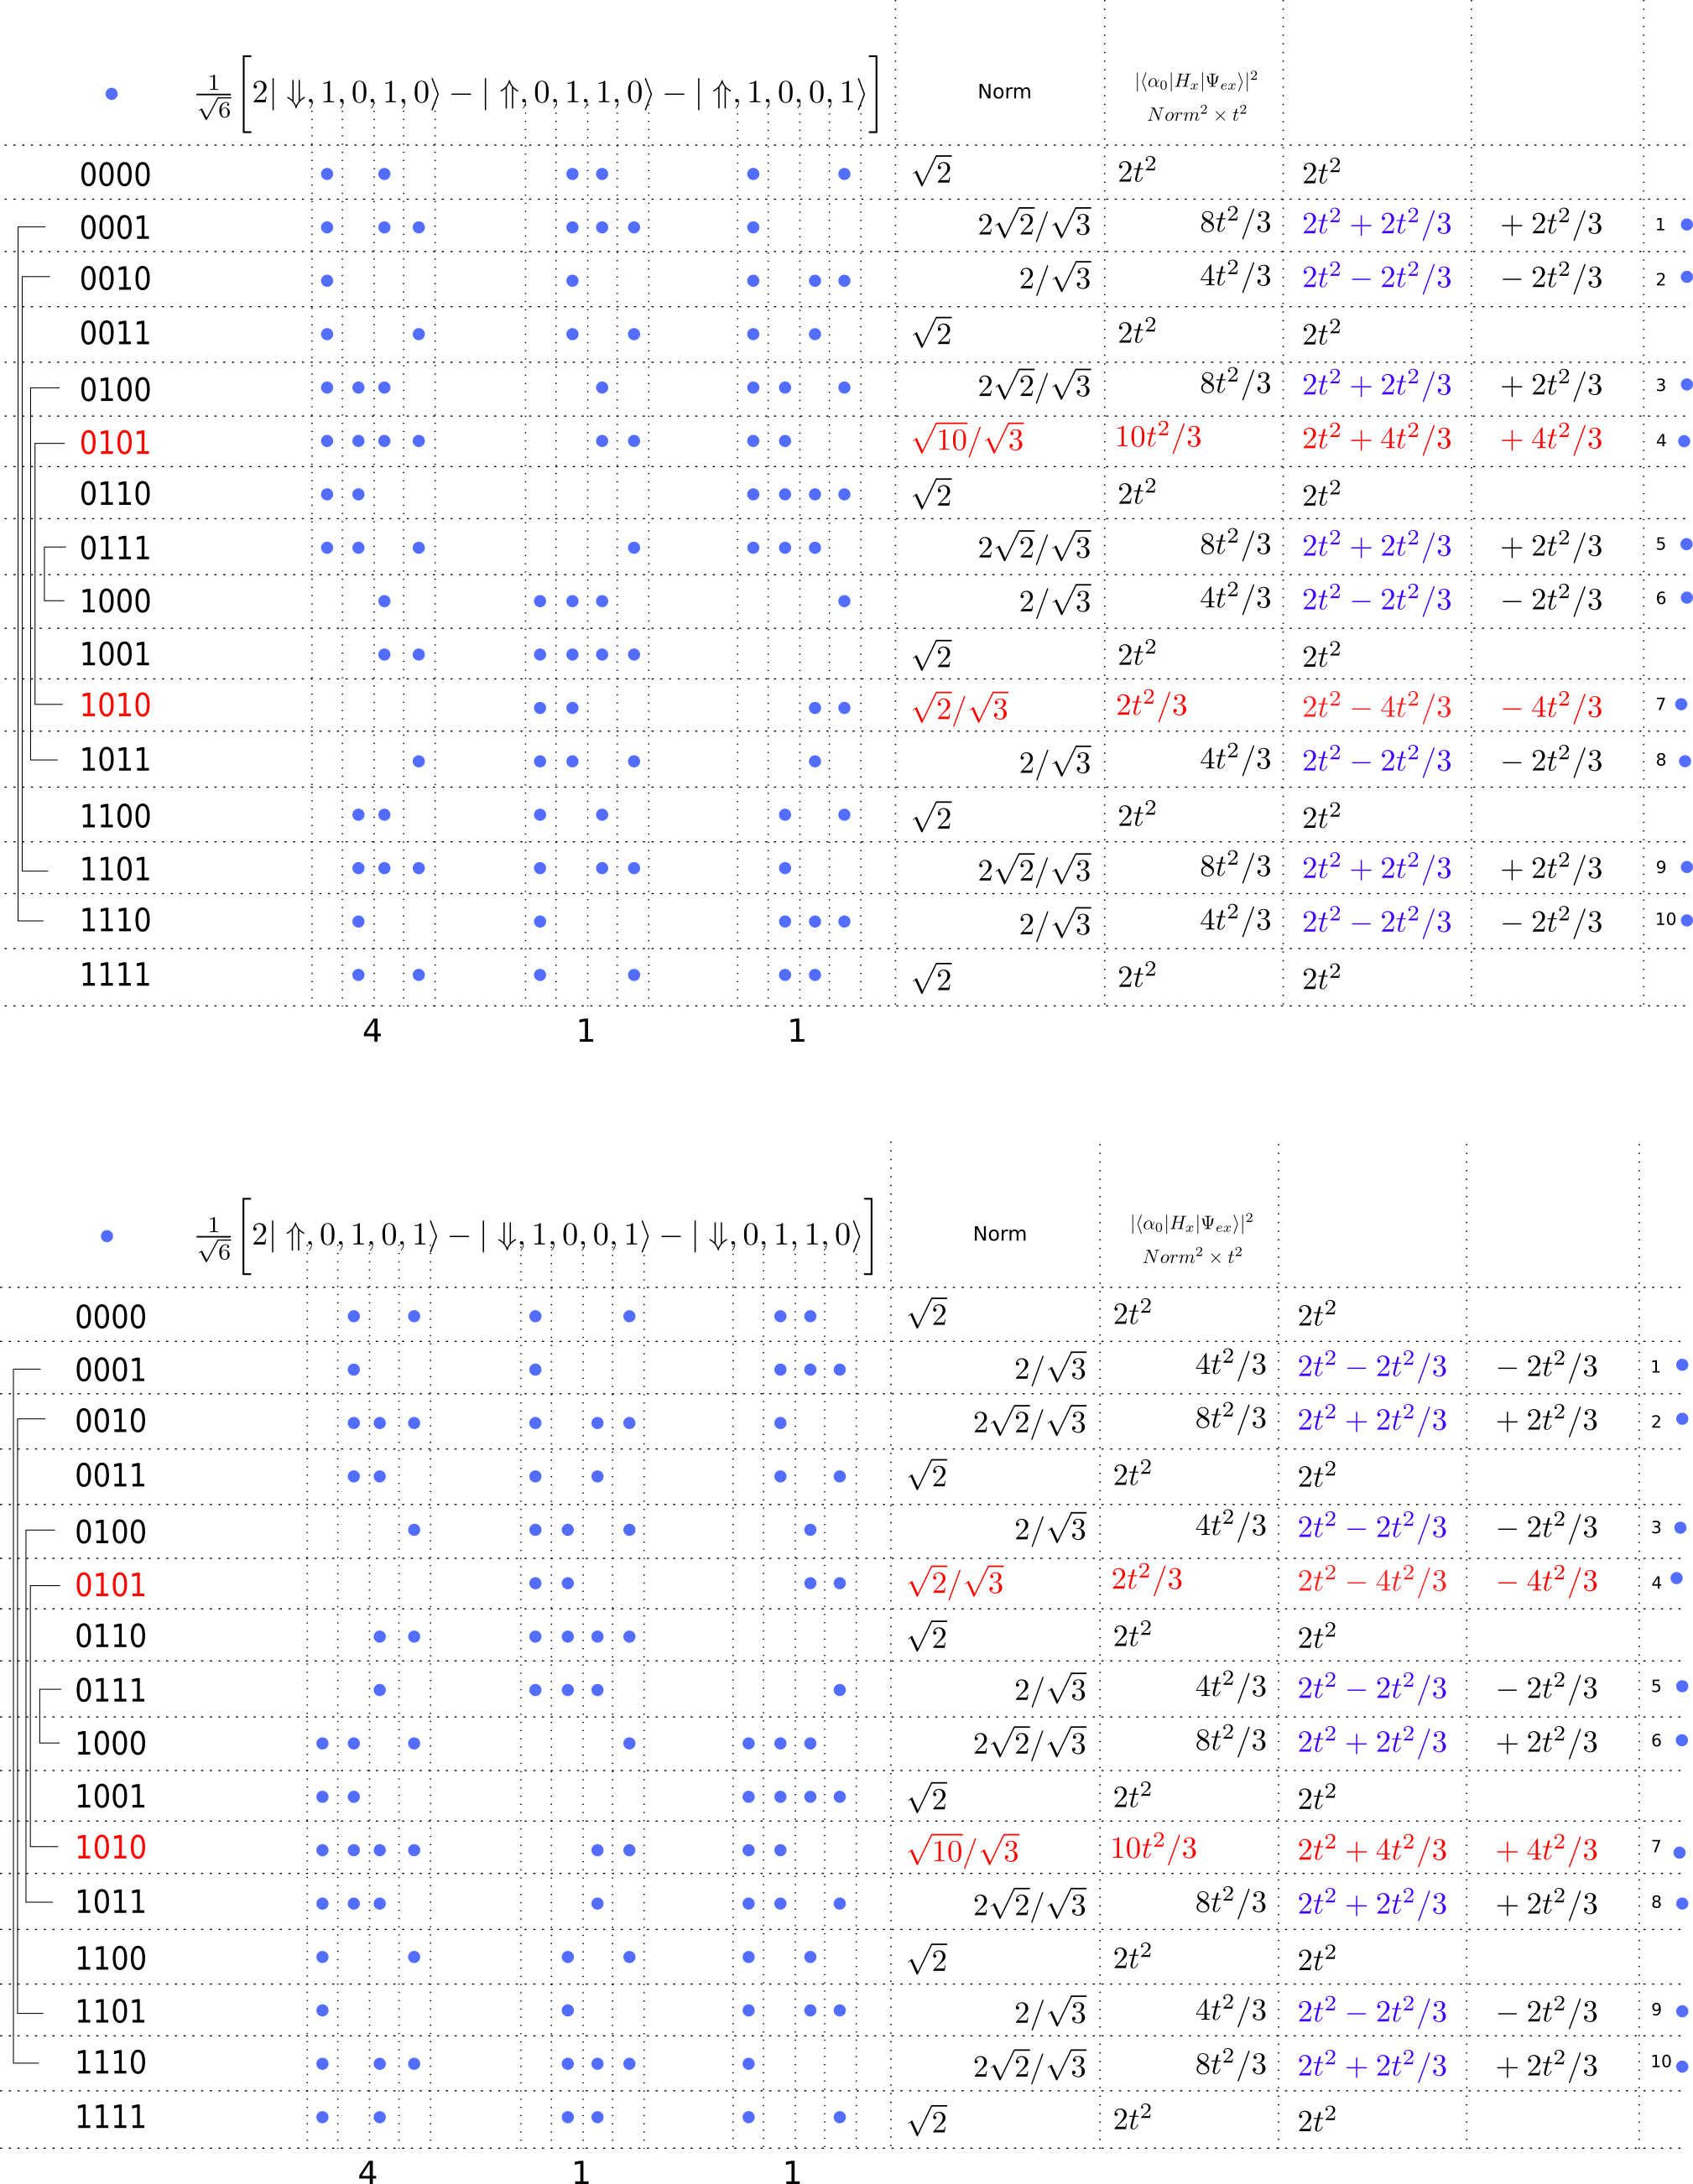 1/√6 [2| ⇓, 1, 0, 1, 0⟩ − | ⇑, 0, 1, 1, 0⟩ − | ⇑, 1, 0, 0, 1⟩] Norm |⟨α₀|Hₓ|Ψₑₓ⟩|²
Norm² × t²
0000 √2 2t² 2t²
0001 2√2/√3 8t²/3 2t² + 2t²/3 + 2t²/3 1
0010 2/√3 4t²/3 2t² − 2t²/3 − 2t²/3 2
0011 √2 2t² 2t²
0100 2√2/√3 8t²/3 2t² + 2t²/3 + 2t²/3 3
0101 √10/√3 10t²/3 2t² + 4t²/3 + 4t²/3 4
0110 √2 2t² 2t²
0111 2√2/√3 8t²/3 2t² + 2t²/3 + 2t²/3 5
1000 2/√3 4t²/3 2t² − 2t²/3 − 2t²/3 6
1001 √2 2t² 2t²
1010 √2/√3 2t²/3 2t² − 4t²/3 − 4t²/3 7
1011 2/√3 4t²/3 2t² − 2t²/3 − 2t²/3 8
1100 √2 2t² 2t²
1101 2√2/√3 8t²/3 2t² + 2t²/3 + 2t²/3 9
1110 2/√3 4t²/3 2t² − 2t²/3 − 2t²/3 10
1111 √2 2t² 2t²
4 1 1
1/√6 [2| ⇑, 0, 1, 0, 1⟩ − | ⇓, 1, 0, 0, 1⟩ − | ⇓, 0, 1, 1, 0⟩] Norm |⟨α₀|Hₓ|Ψₑₓ⟩|²
Norm² × t²
0000 √2 2t² 2t²
0001 2/√3 4t²/3 2t² − 2t²/3 − 2t²/3 1
0010 2√2/√3 8t²/3 2t² + 2t²/3 + 2t²/3 2
0011 √2 2t² 2t²
0100 2/√3 4t²/3 2t² − 2t²/3 − 2t²/3 3
0101 √2/√3 2t²/3 2t² − 4t²/3 − 4t²/3 4
0110 √2 2t² 2t²
0111 2/√3 4t²/3 2t² − 2t²/3 − 2t²/3 5
1000 2√2/√3 8t²/3 2t² + 2t²/3 + 2t²/3 6
1001 √2 2t² 2t²
1010 √10/√3 10t²/3 2t² + 4t²/3 + 4t²/3 7
1011 2√2/√3 8t²/3 2t² + 2t²/3 + 2t²/3 8
1100 √2 2t² 2t²
1101 2/√3 4t²/3 2t² − 2t²/3 − 2t²/3 9
1110 2√2/√3 8t²/3 2t² + 2t²/3 + 2t²/3 10
1111 √2 2t² 2t²
4 1 1